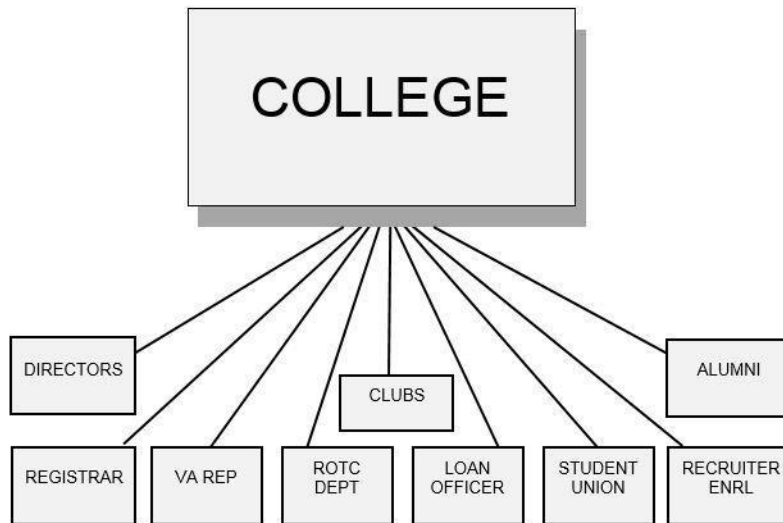 COLLEGE
DIRECTORS
CLUBS
ALUMNI
REGISTRAR
VA REP
ROTC
DEPT
LOAN
OFFICER
STUDENT
UNION
RECRUITER
ENRL